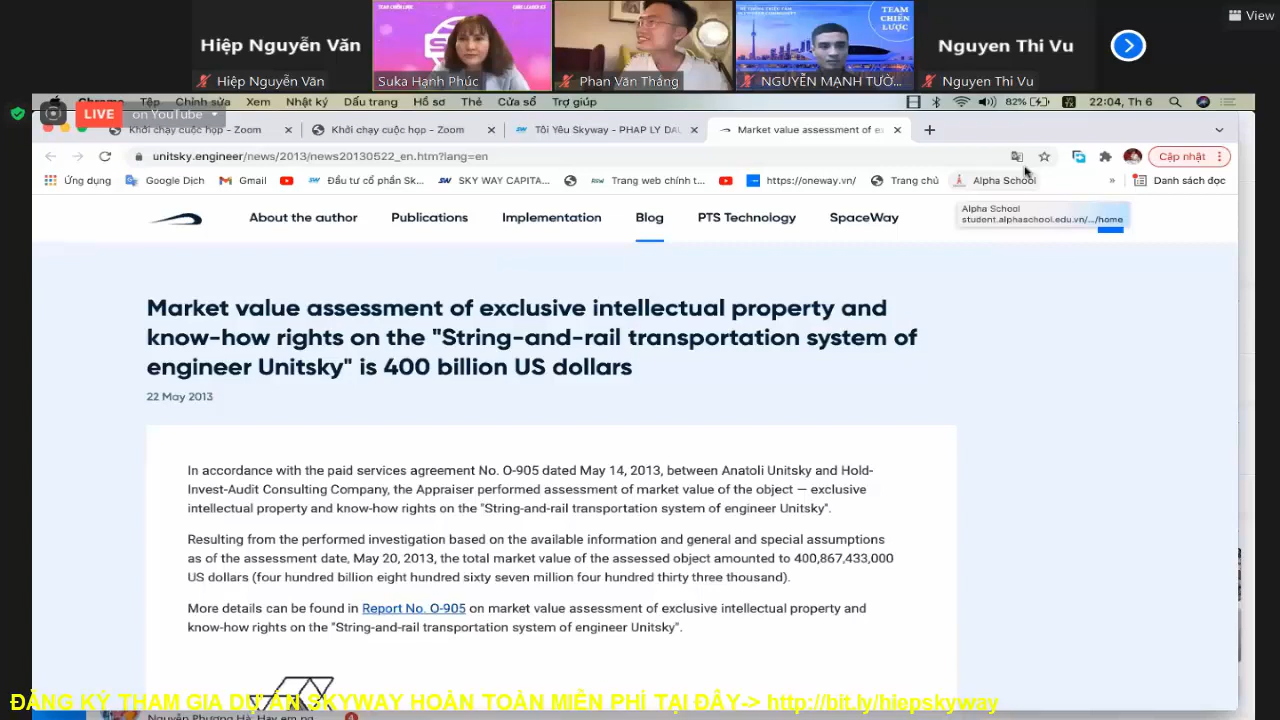 View
Hiệp Nguyễn Văn
Hiệp Nguyễn Văn
TEAM CHIẾN LƯỢC
Suka Hạnh Phúc
Phan Văn Thắng
TEAM
CHIẾN
LƯỢC
NGUYỄN MẠNH TƯỜ...
Nguyen Thi Vu
Nguyen Thi Vu
Chrome Tệp Chỉnh sửa Xem Nhật ký Dấu trang Hồ sơ Thẻ Cửa sổ Trợ giúp 82% 22:04, Th 6
LIVE on YouTube
Khởi chạy cuộc họp - Zoom
Khởi chạy cuộc họp - Zoom
Tôi Yêu Skyway - PHAP LY DAU
Market value assessment of ex
unitsky.engineer/news/2013/news20130522_en.htm?lang=en
Cập nhật
Ứng dụng Google Dịch Gmail Đầu tư cổ phần Sk... SKY WAY CAPITA... Trang web chính t... https://oneway.vn/ Trang chủ Alpha School » Danh sách đọc
Alpha School
student.alphaschool.edu.vn/.../home
About the author Publications Implementation Blog PTS Technology SpaceWay
Market value assessment of exclusive intellectual property and
know-how rights on the "String-and-rail transportation system of
engineer Unitsky" is 400 billion US dollars
22 May 2013
In accordance with the paid services agreement No. O-905 dated May 14, 2013, between Anatoli Unitsky and Hold-
Invest-Audit Consulting Company, the Appraiser performed assessment of market value of the object — exclusive
intellectual property and know-how rights on the "String-and-rail transportation system of engineer Unitsky".
Resulting from the performed investigation based on the available information and general and special assumptions
as of the assessment date, May 20, 2013, the total market value of the assessed object amounted to 400,867,433,000
US dollars (four hundred billion eight hundred sixty seven million four hundred thirty three thousand).
More details can be found in Report No. O-905 on market value assessment of exclusive intellectual property and
know-how rights on the "String-and-rail transportation system of engineer Unitsky".
ĐĂNG KÝ THAM GIA DỰ ÁN SKYWAY HOÀN TOÀN MIỄN PHÍ TẠI ĐÂY-> http://bit.ly/hiepskyway
Nguyễn Phương Hà, Hay em ng